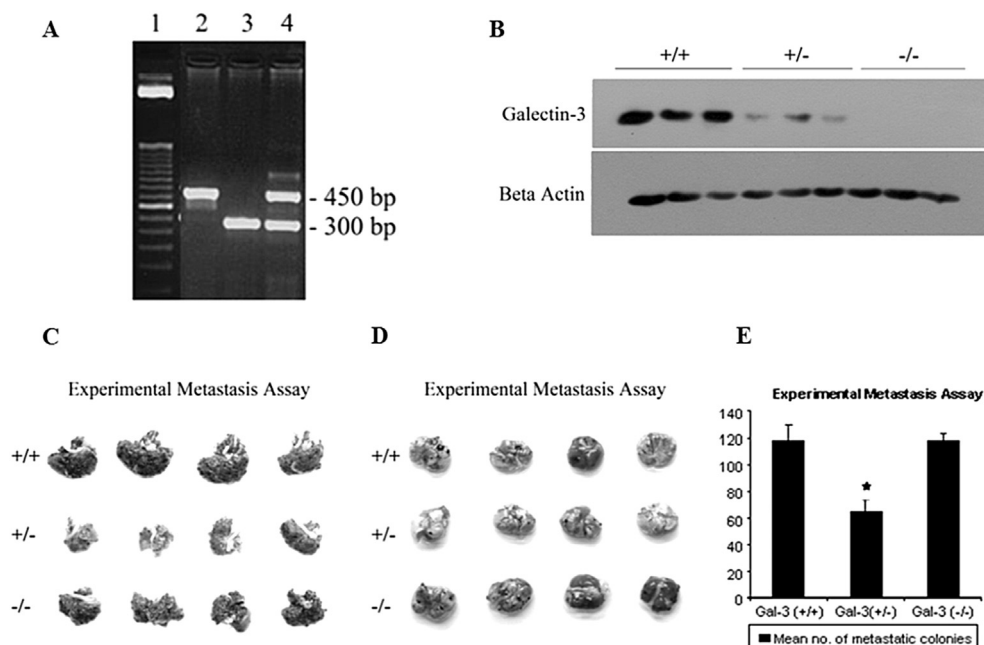 A
1 2 3 4
- 450 bp
- 300 bp
B
+/+ +/- -/-
Galectin-3
Beta Actin
C
Experimental Metastasis Assay
+/+
+/-
-/-
D
Experimental Metastasis Assay
+/+
+/-
-/-
E
Experimental Metastasis Assay
140
120
100
80
60
40
20
0
Gal-3 (+/+) Gal-3(+/-) Gal-3 (-/-)
Mean no. of metastatic colonies